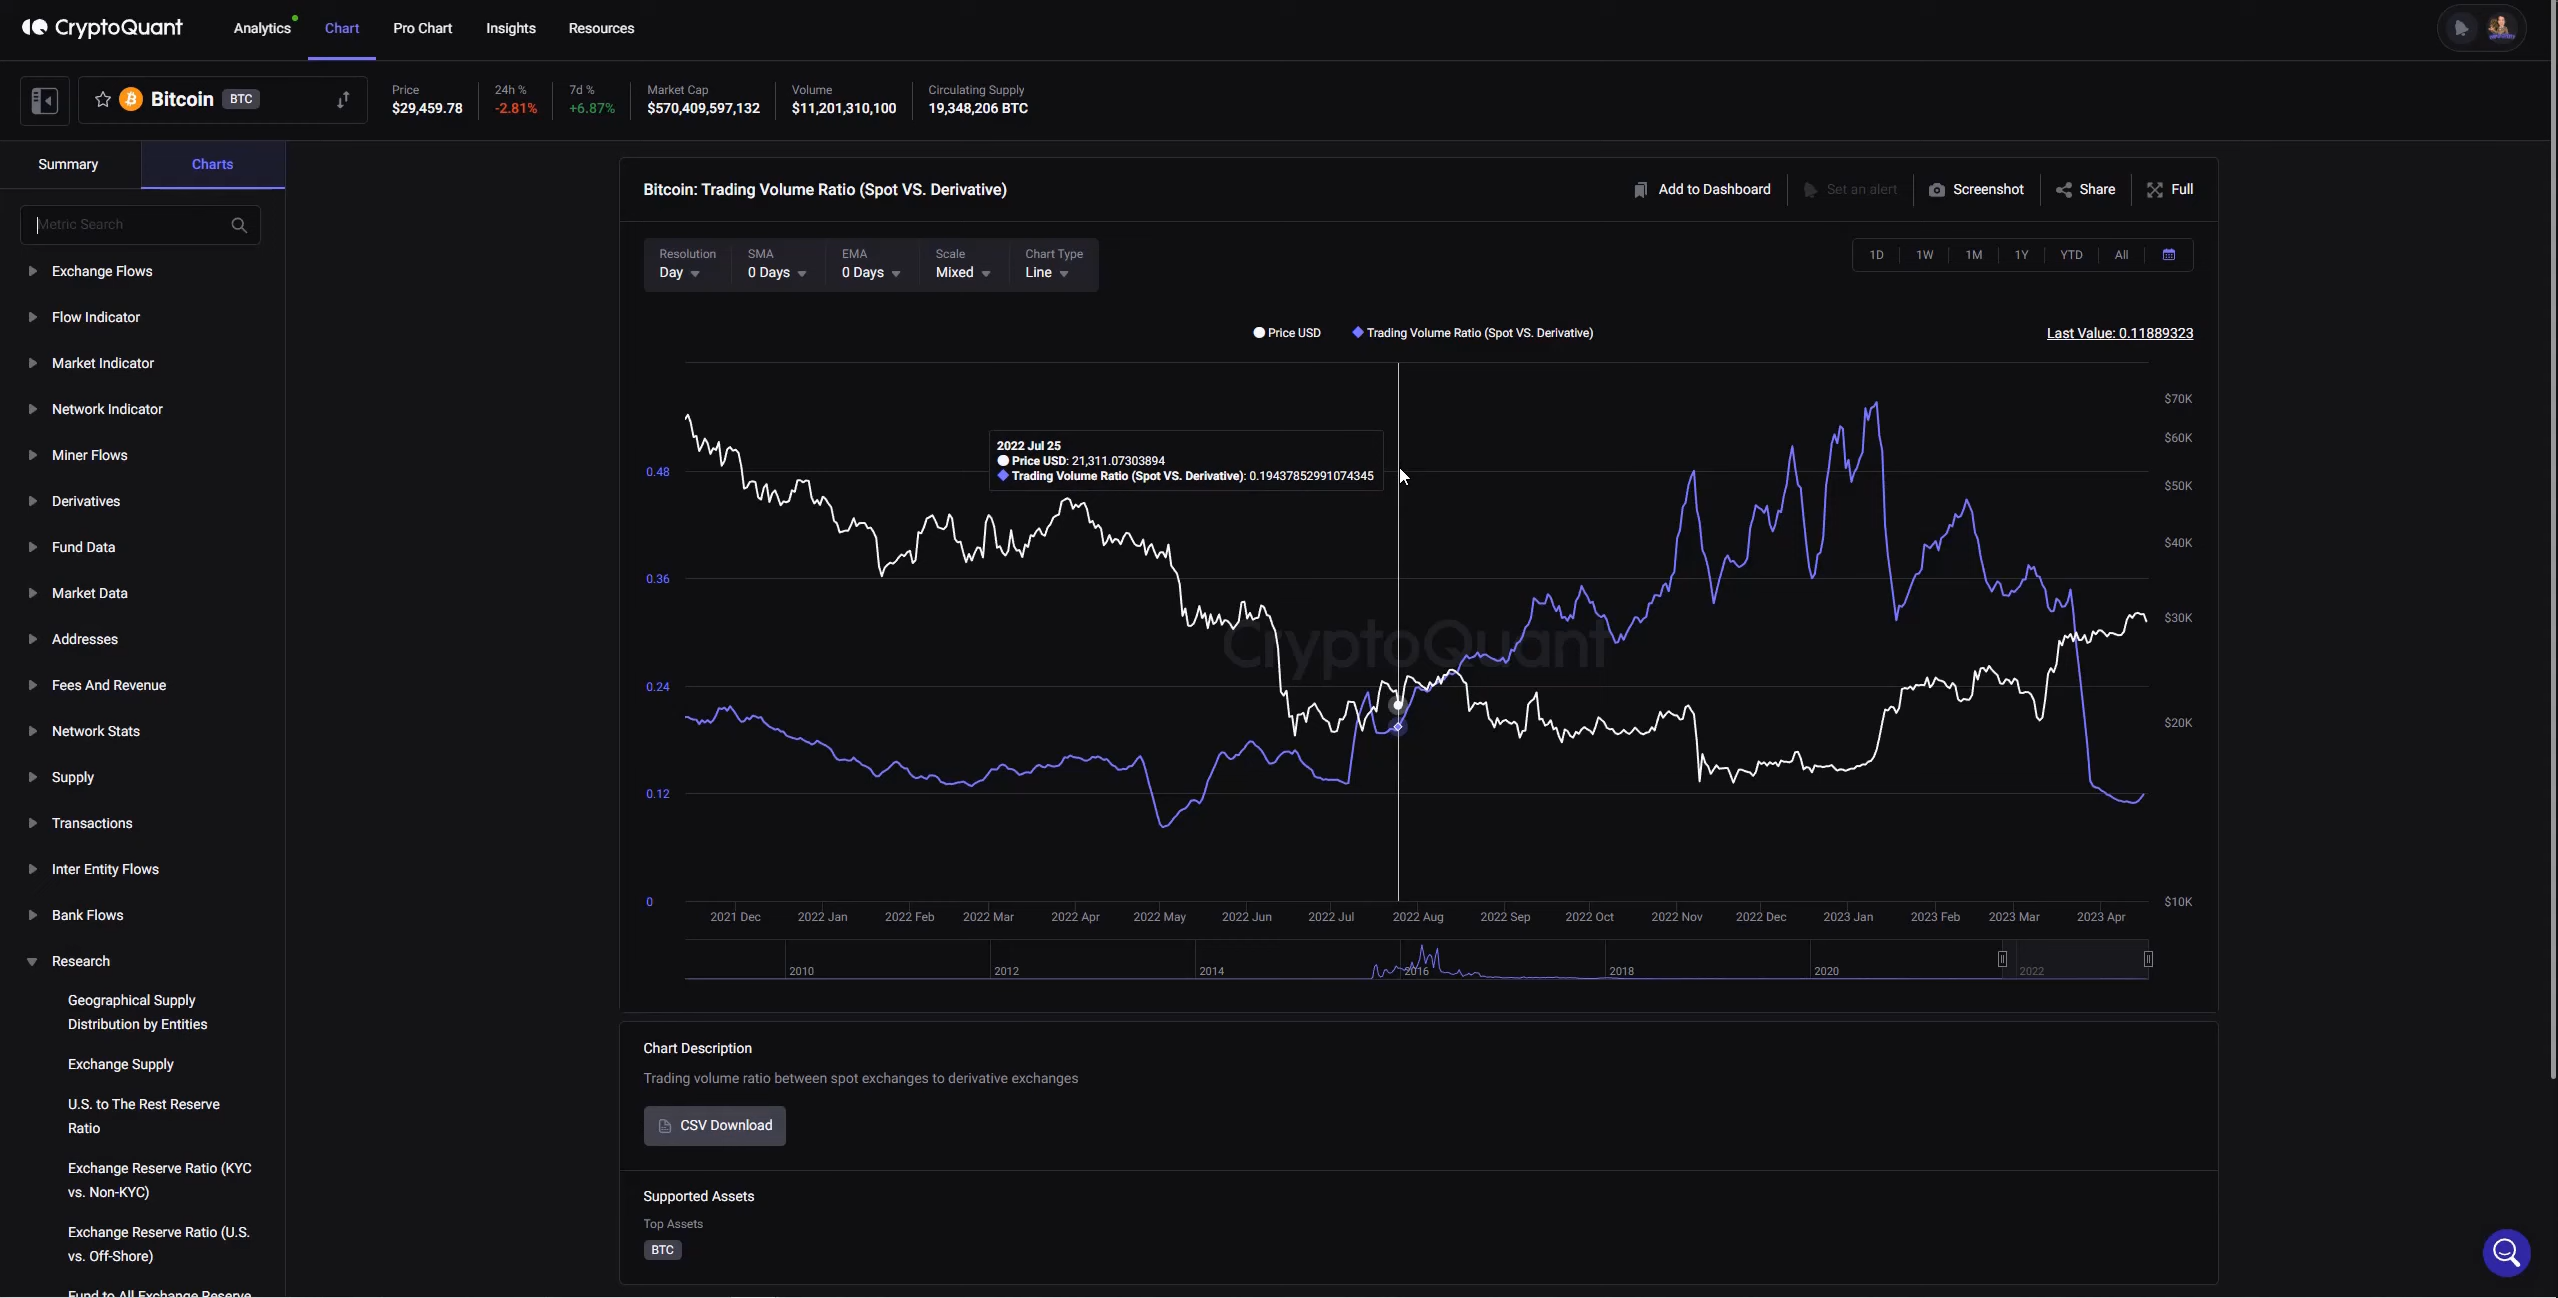 CryptoQuant
Analytics
Chart
Pro Chart
Insights
Resources
Bitcoin BTC
Price
$29,459.78
24h %
-2.81%
7d %
+6.87%
Market Cap
$570,409,597,132
Volume
$11,201,310,100
Circulating Supply
19,348,206 BTC
Summary
Charts
Metric Search
Exchange Flows
Flow Indicator
Market Indicator
Network Indicator
Miner Flows
Derivatives
Fund Data
Market Data
Addresses
Fees And Revenue
Network Stats
Supply
Transactions
Inter Entity Flows
Bank Flows
Research
Geographical Supply
Distribution by Entities
Exchange Supply
U.S. to The Rest Reserve
Ratio
Exchange Reserve Ratio (KYC
vs. Non-KYC)
Exchange Reserve Ratio (U.S.
vs. Off-Shore)
Fund to All Exchange Reserve
Bitcoin: Trading Volume Ratio (Spot VS. Derivative)
Add to Dashboard
Set an alert
Screenshot
Share
Full
Resolution
Day
SMA
0 Days
EMA
0 Days
Scale
Mixed
Chart Type
Line
1D
1W
1M
1Y
YTD
All
Price USD
Trading Volume Ratio (Spot VS. Derivative)
Last Value: 0.11889323
2022 Jul 25
Price USD: 21,311.07303894
Trading Volume Ratio (Spot VS. Derivative): 0.19437852991074345
CryptoQuant
0.48
0.36
0.24
0.12
0
$70K
$60K
$50K
$40K
$30K
$20K
$10K
2021 Dec
2022 Jan
2022 Feb
2022 Mar
2022 Apr
2022 May
2022 Jun
2022 Jul
2022 Aug
2022 Sep
2022 Oct
2022 Nov
2022 Dec
2023 Jan
2023 Feb
2023 Mar
2023 Apr
2010
2012
2014
2016
2018
2020
2022
Chart Description
Trading volume ratio between spot exchanges to derivative exchanges
CSV Download
Supported Assets
Top Assets
BTC